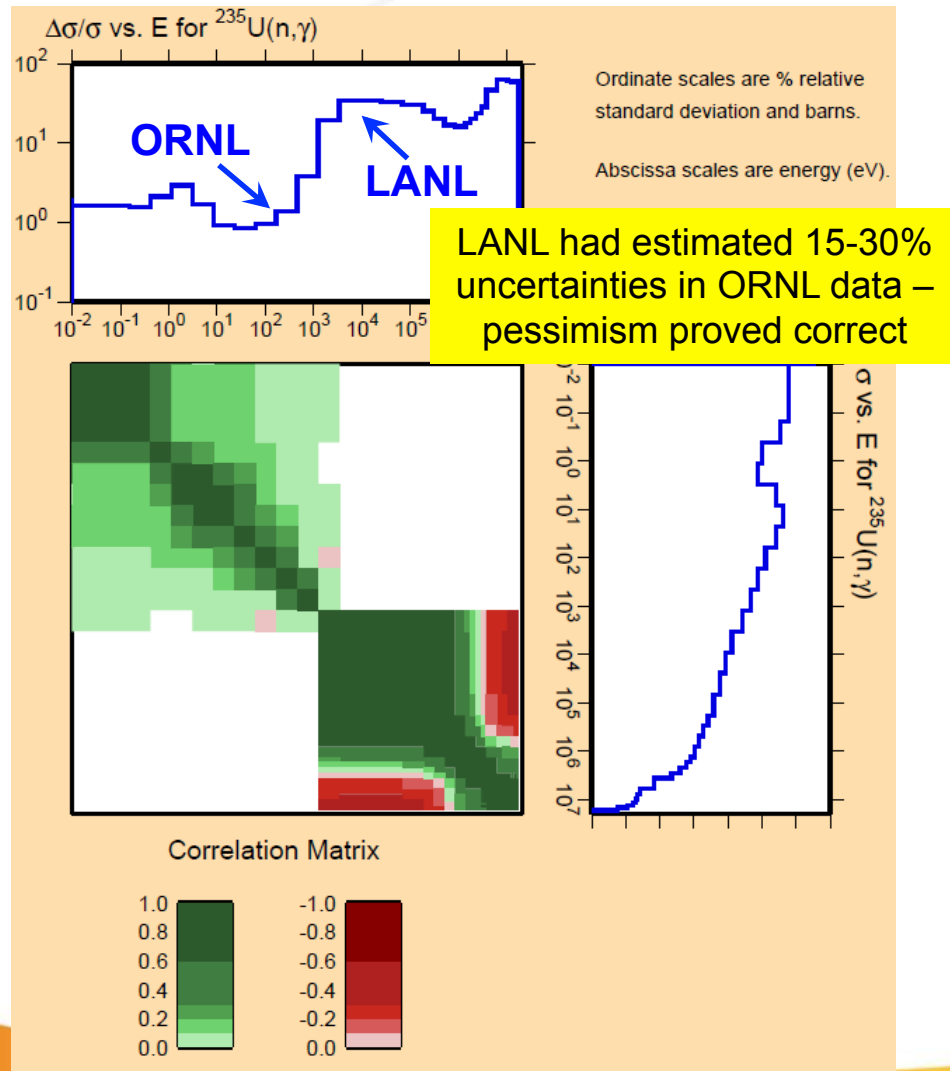 Δσ/σ vs. E for ²³⁵U(n,γ)
10²
10¹
10⁰
10⁻¹
ORNL
LANL
10⁻² 10⁻¹ 10⁰ 10¹ 10² 10³ 10⁴ 10⁵
Ordinate scales are % relative
standard deviation and barns.
Abscissa scales are energy (eV).
LANL had estimated 15-30%
uncertainties in ORNL data –
pessimism proved correct
10⁻¹
10⁰
10¹
10²
10³
10⁴
10⁵
10⁶
10⁷
σ vs. E for ²³⁵U(n,γ)
Correlation Matrix
1.0
0.8
0.6
0.4
0.2
0.0
-1.0
-0.8
-0.6
-0.4
-0.2
0.0